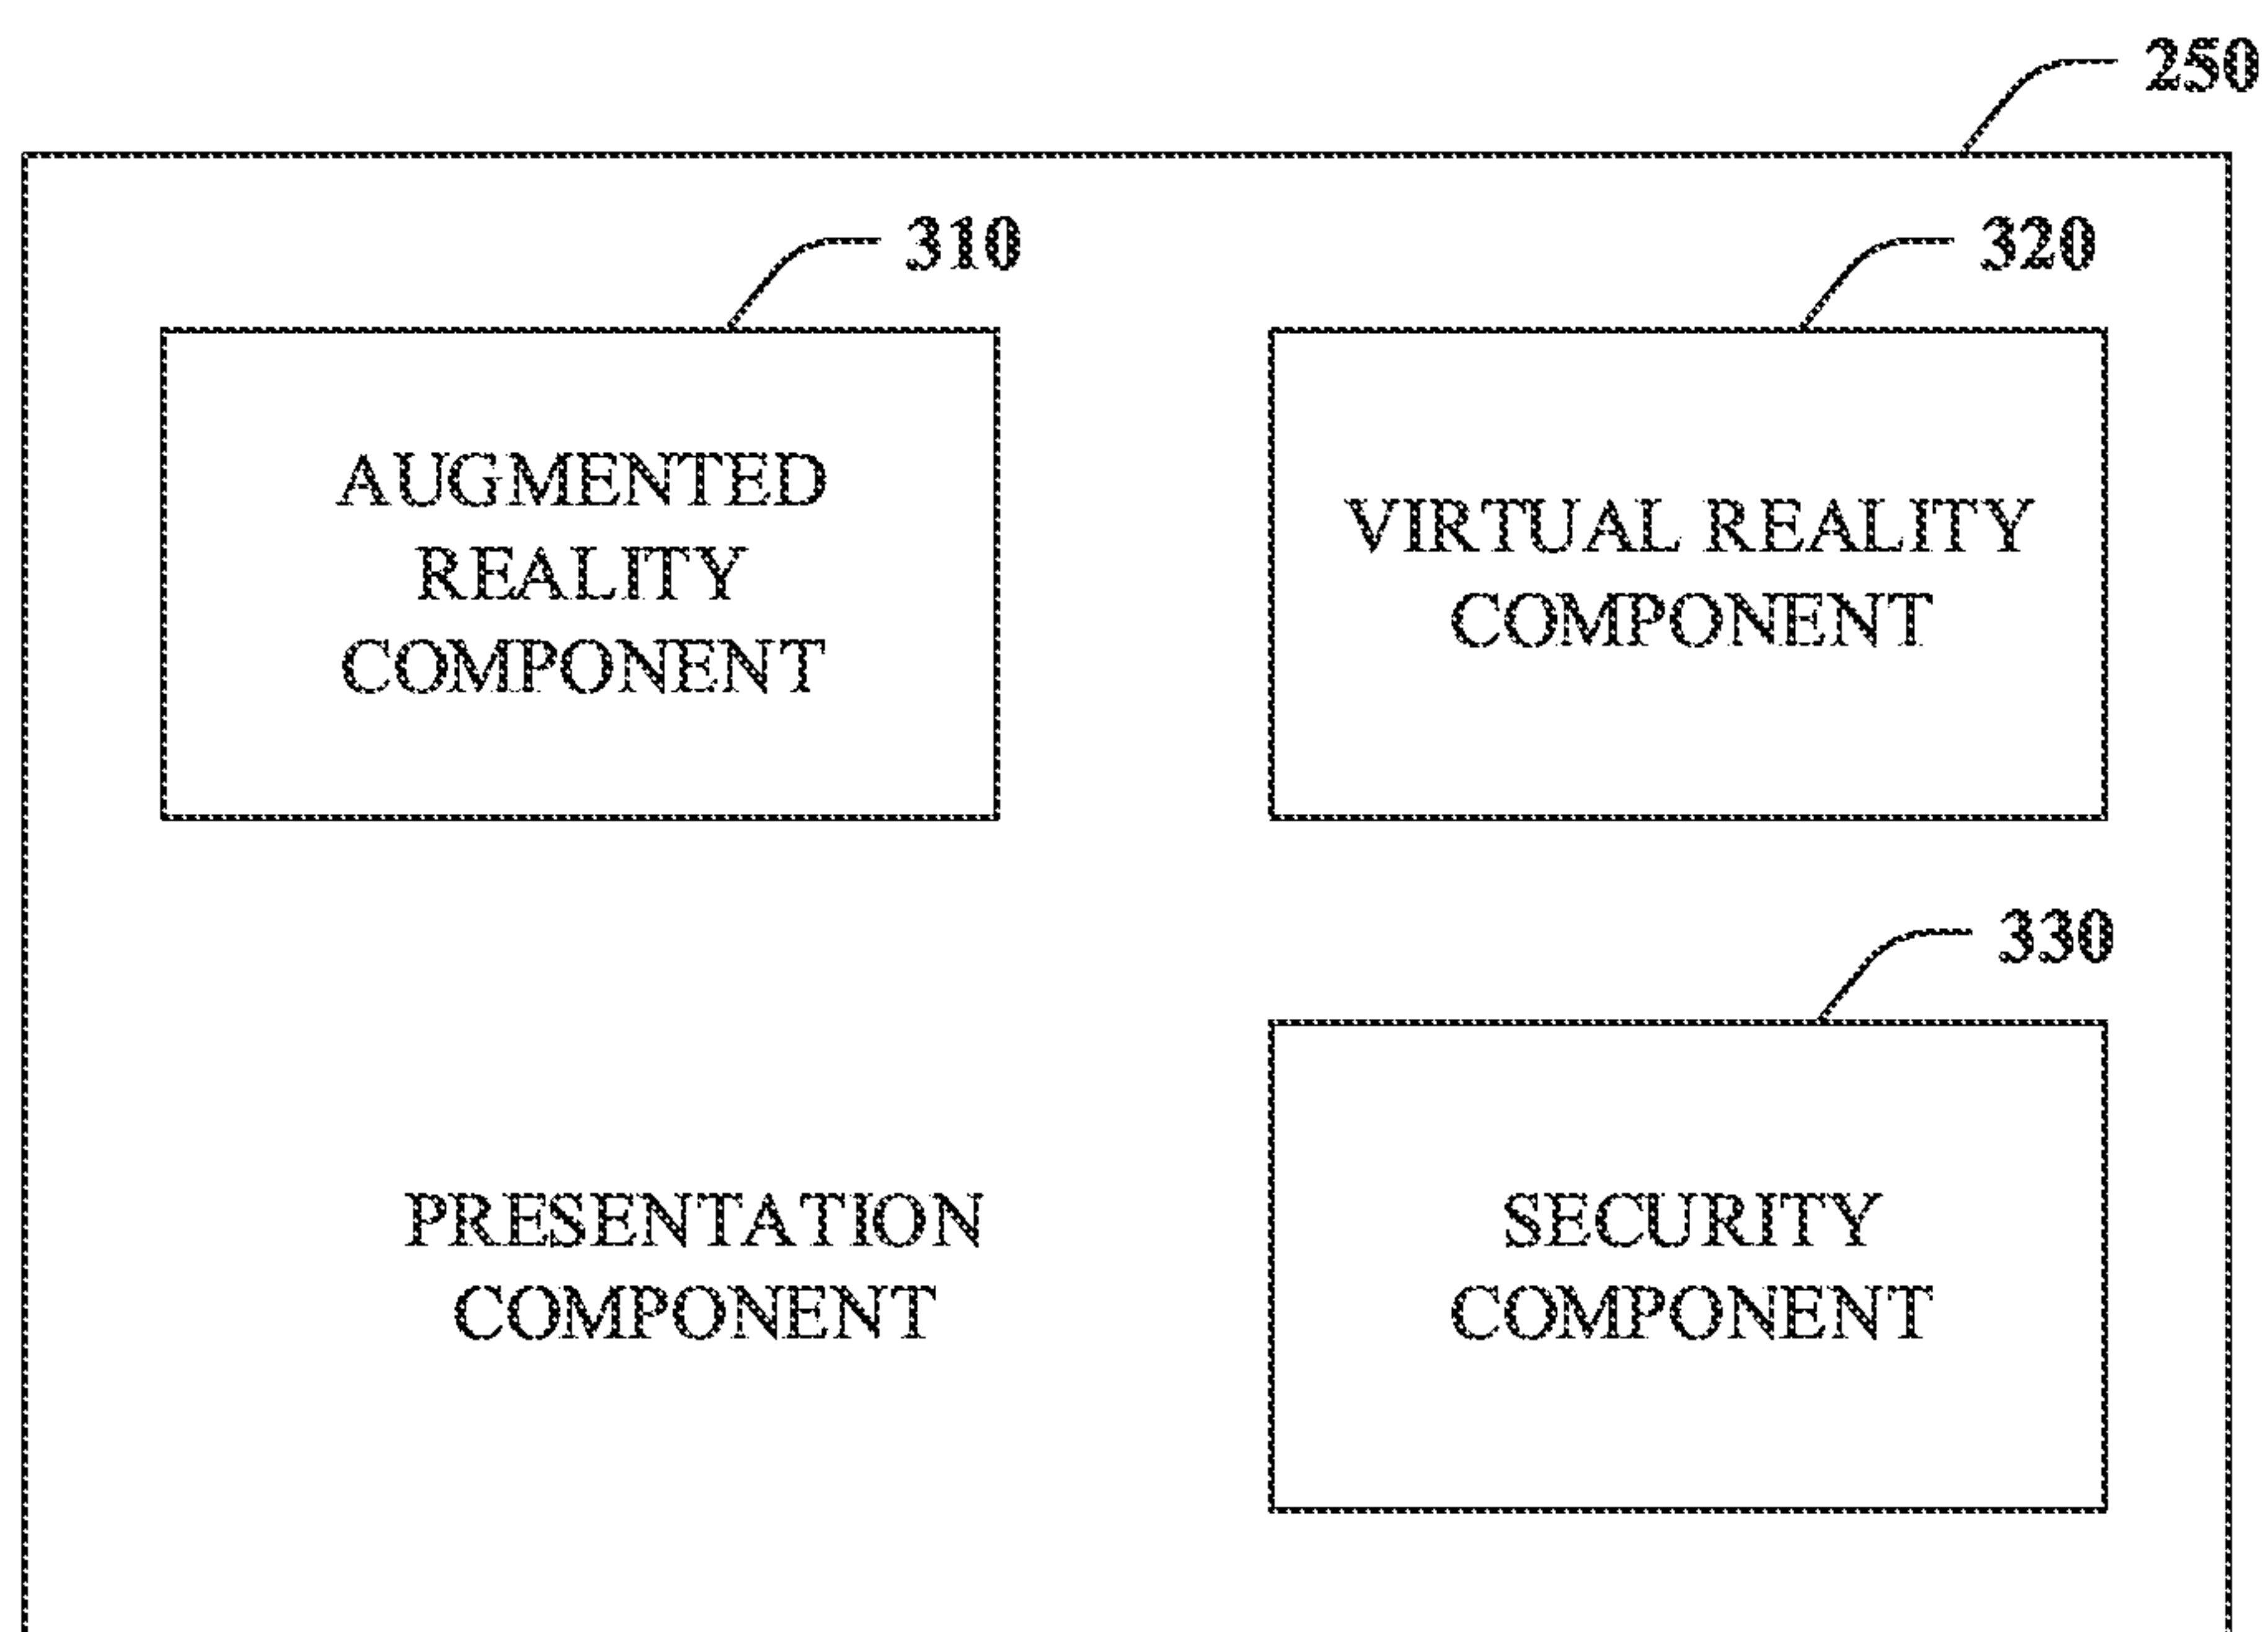 250
310
320
AUGMENTED
REALITY
COMPONENT
VIRTUAL REALITY
COMPONENT
330
PRESENTATION
COMPONENT
SECURITY
COMPONENT